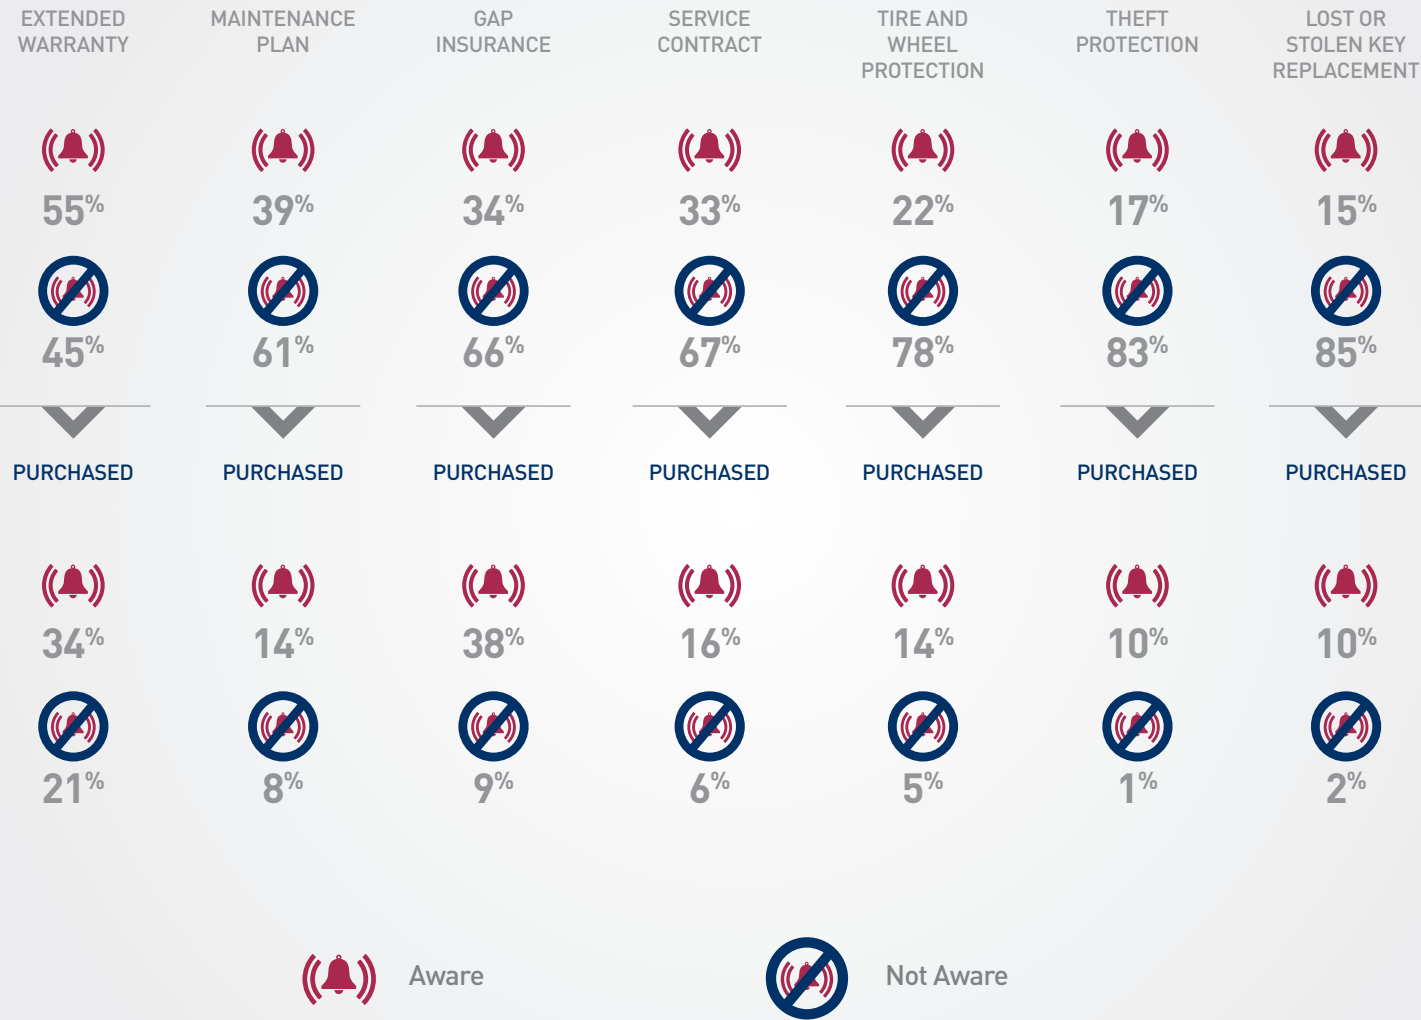 EXTENDED WARRANTY
MAINTENANCE PLAN
GAP INSURANCE
SERVICE CONTRACT
TIRE AND WHEEL PROTECTION
THEFT PROTECTION
LOST OR STOLEN KEY REPLACEMENT
55% 39% 34% 33% 22% 17% 15%
45% 61% 66% 67% 78% 83% 85%
PURCHASED PURCHASED PURCHASED PURCHASED PURCHASED PURCHASED PURCHASED
34% 14% 38% 16% 14% 10% 10%
21% 8% 9% 6% 5% 1% 2%
Aware Not Aware